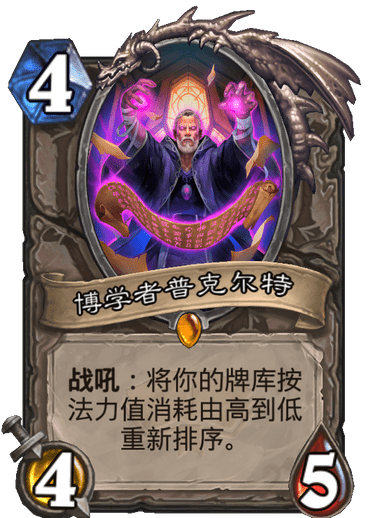 4
博学者普克尔特
战吼：将你的牌库按
法力值消耗由高到低
重新排序。
4
5